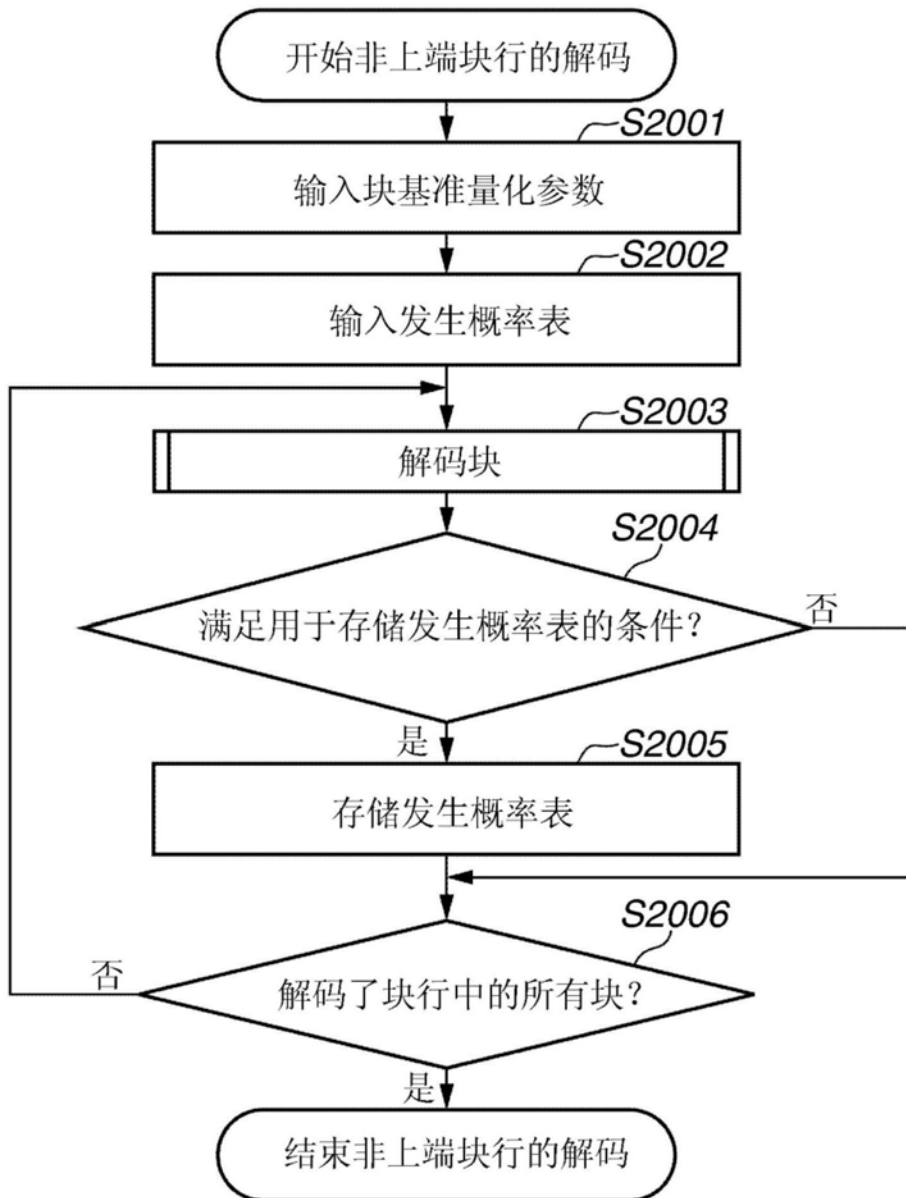 开始非上端块行的解码
S2001
输入块基准量化参数
S2002
输入发生概率表
S2003
解码块
S2004
满足用于存储发生概率表的条件?
否
是
S2005
存储发生概率表
S2006
否
解码了块行中的所有块?
是
结束非上端块行的解码